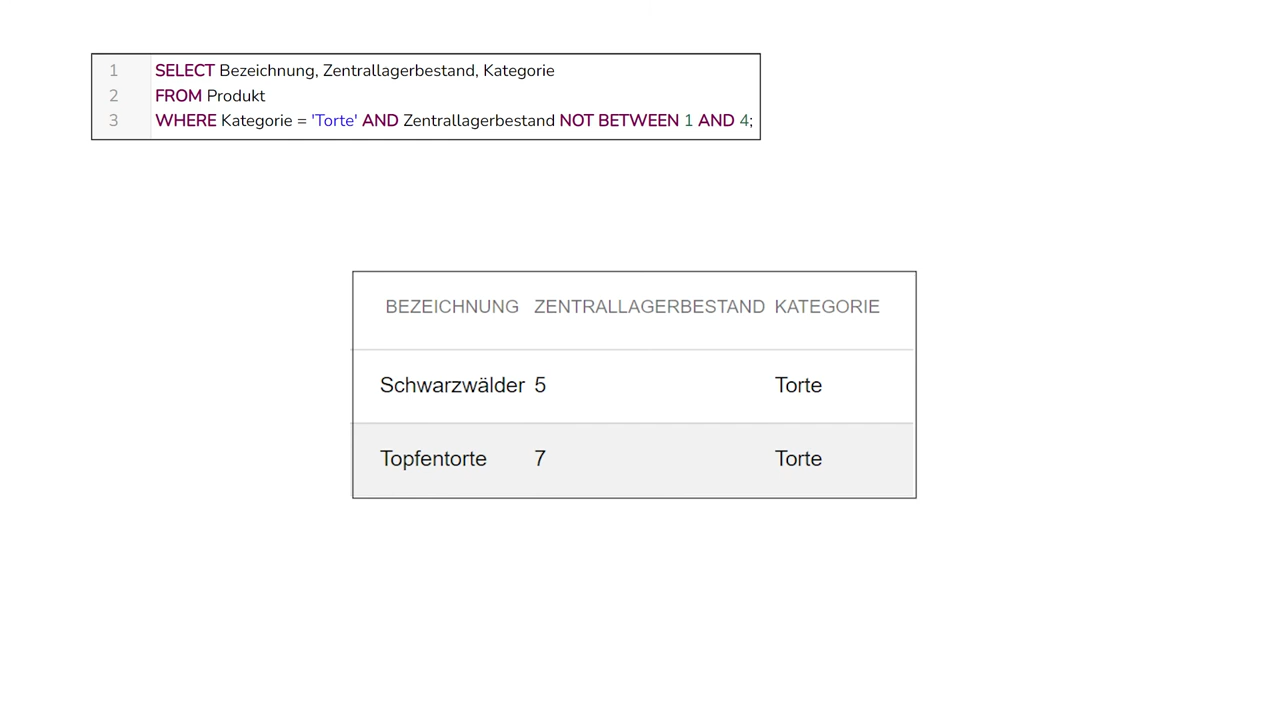 1 SELECT Bezeichnung, Zentrallagerbestand, Kategorie
2 FROM Produkt
3 WHERE Kategorie = 'Torte' AND Zentrallagerbestand NOT BETWEEN 1 AND 4;
BEZEICHNUNG ZENTRALLAGERBESTAND KATEGORIE
Schwarzwälder 5 Torte
Topfentorte 7 Torte